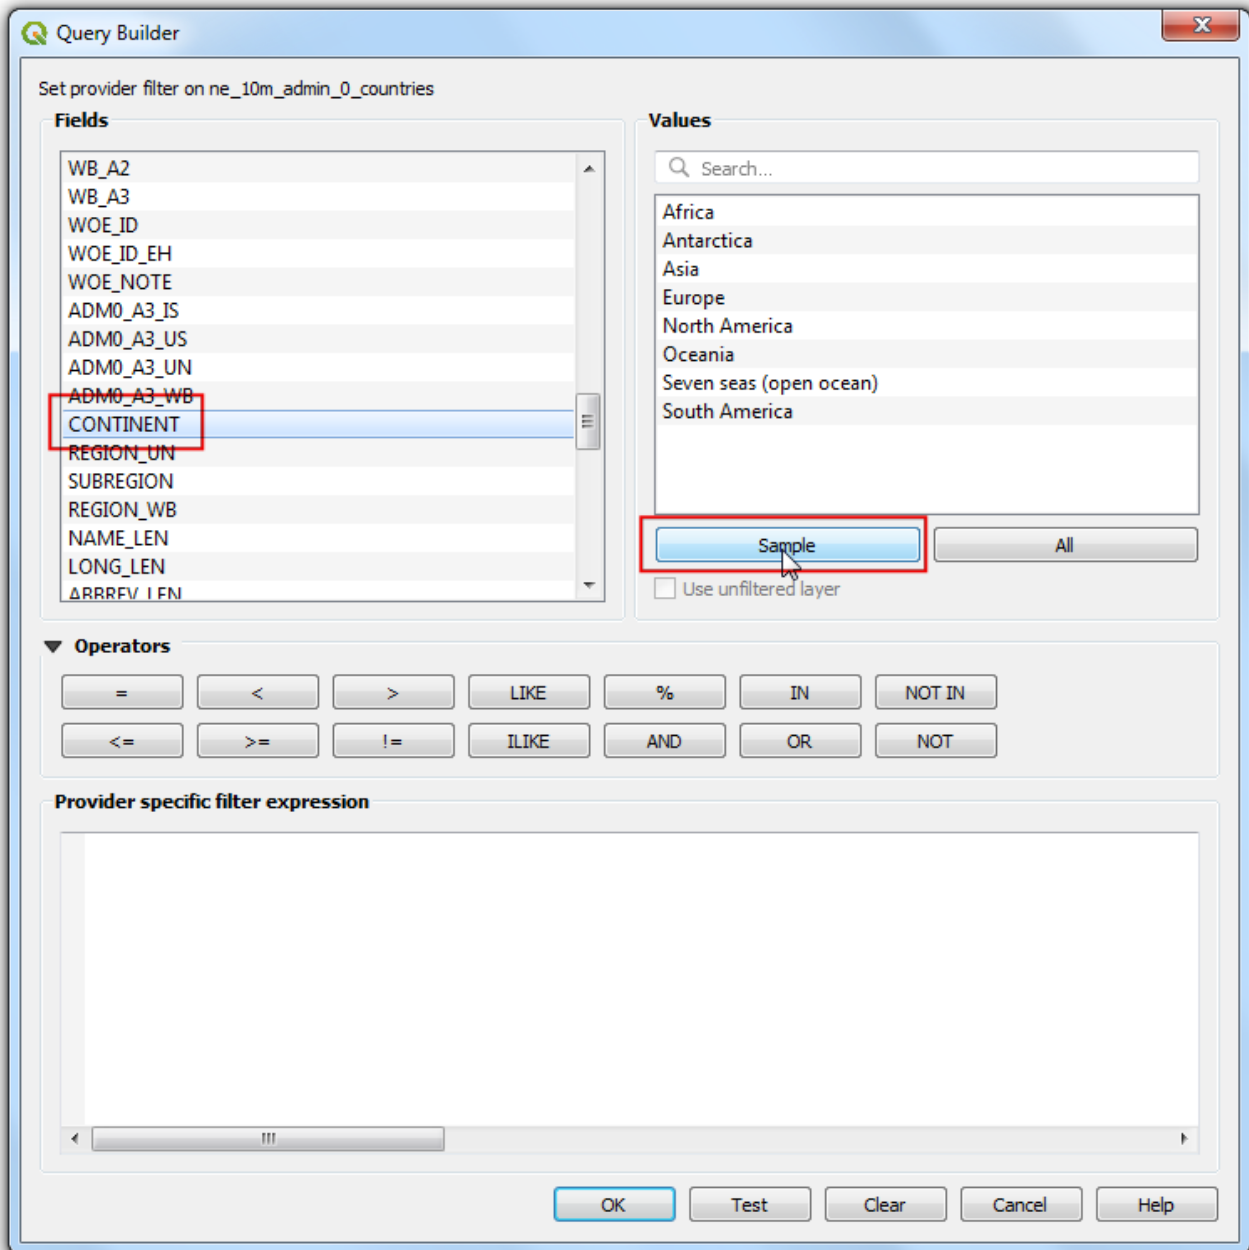 Query Builder
Set provider filter on ne_10m_admin_0_countries
Fields
WB_A2
WB_A3
WOE_ID
WOE_ID_EH
WOE_NOTE
ADM0_A3_IS
ADM0_A3_US
ADM0_A3_UN
ADM0_A3_WB
CONTINENT
REGION_UN
SUBREGION
REGION_WB
NAME_LEN
LONG_LEN
ABBREV_LEN
Values
Search...
Africa
Antarctica
Asia
Europe
North America
Oceania
Seven seas (open ocean)
South America
Sample All
Use unfiltered layer
Operators
= < > LIKE % IN NOT IN
<= >= != ILIKE AND OR NOT
Provider specific filter expression
OK Test Clear Cancel Help